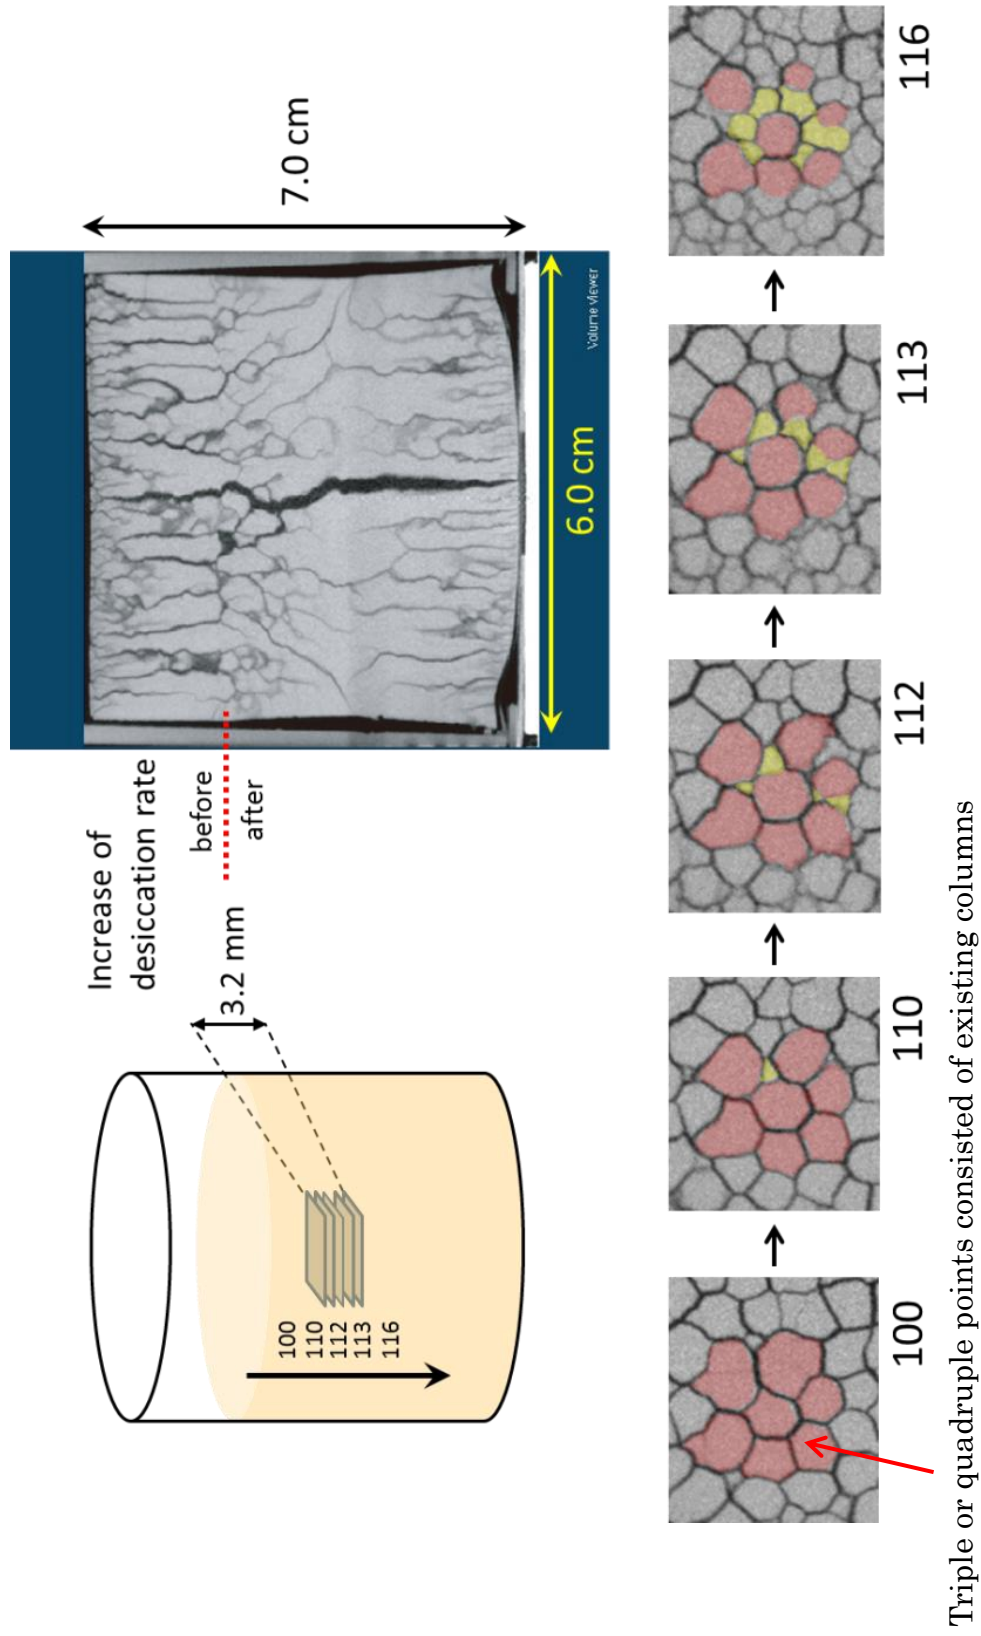 Increase of
desiccation rate
before
after
3.2 mm
7.0 cm
6.0 cm
Volume Viewer
100
110
112
113
116
100
110
112
113
116
Triple or quadruple points consisted of existing columns